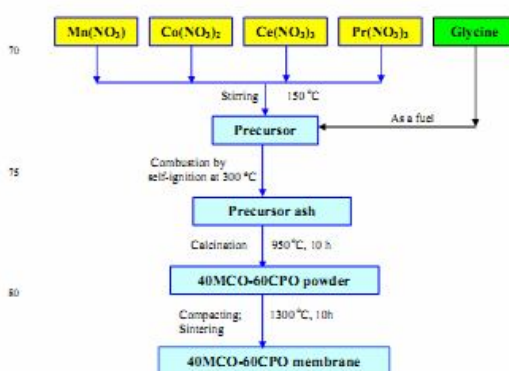 Mn(NO₃) Co(NO₃)₂ Ce(NO₃)₃ Pr(NO₃)₃ Glycine
70
Stirring 150 °C
As a fuel
Precursor
Combustion by
self-ignition at 300 °C
75
Precursor ash
Calcination 950°C, 10 h
40MCO-60CPO powder
80
Compacting; 1300 °C, 10h
Sintering
40MCO-60CPO membrane